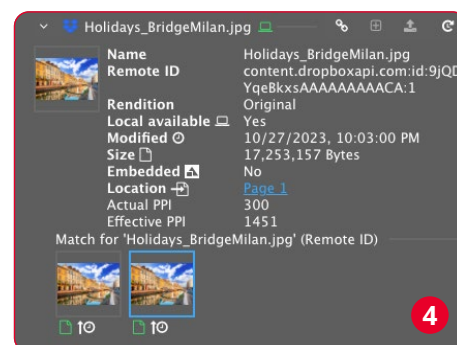 Holidays_BridgeMilan.jpg
Name Holidays_BridgeMilan.jpg
Remote ID content.dropboxapi.com:id:9jQD
YqeBkxsAAAAAAAAACA:1
Rendition Original
Local available Yes
Modified 10/27/2023, 10:03:00 PM
Size 17,253,157 Bytes
Embedded No
Location Page 1
Actual PPI 300
Effective PPI 1451
Match for 'Holidays_BridgeMilan.jpg' (Remote ID)
4